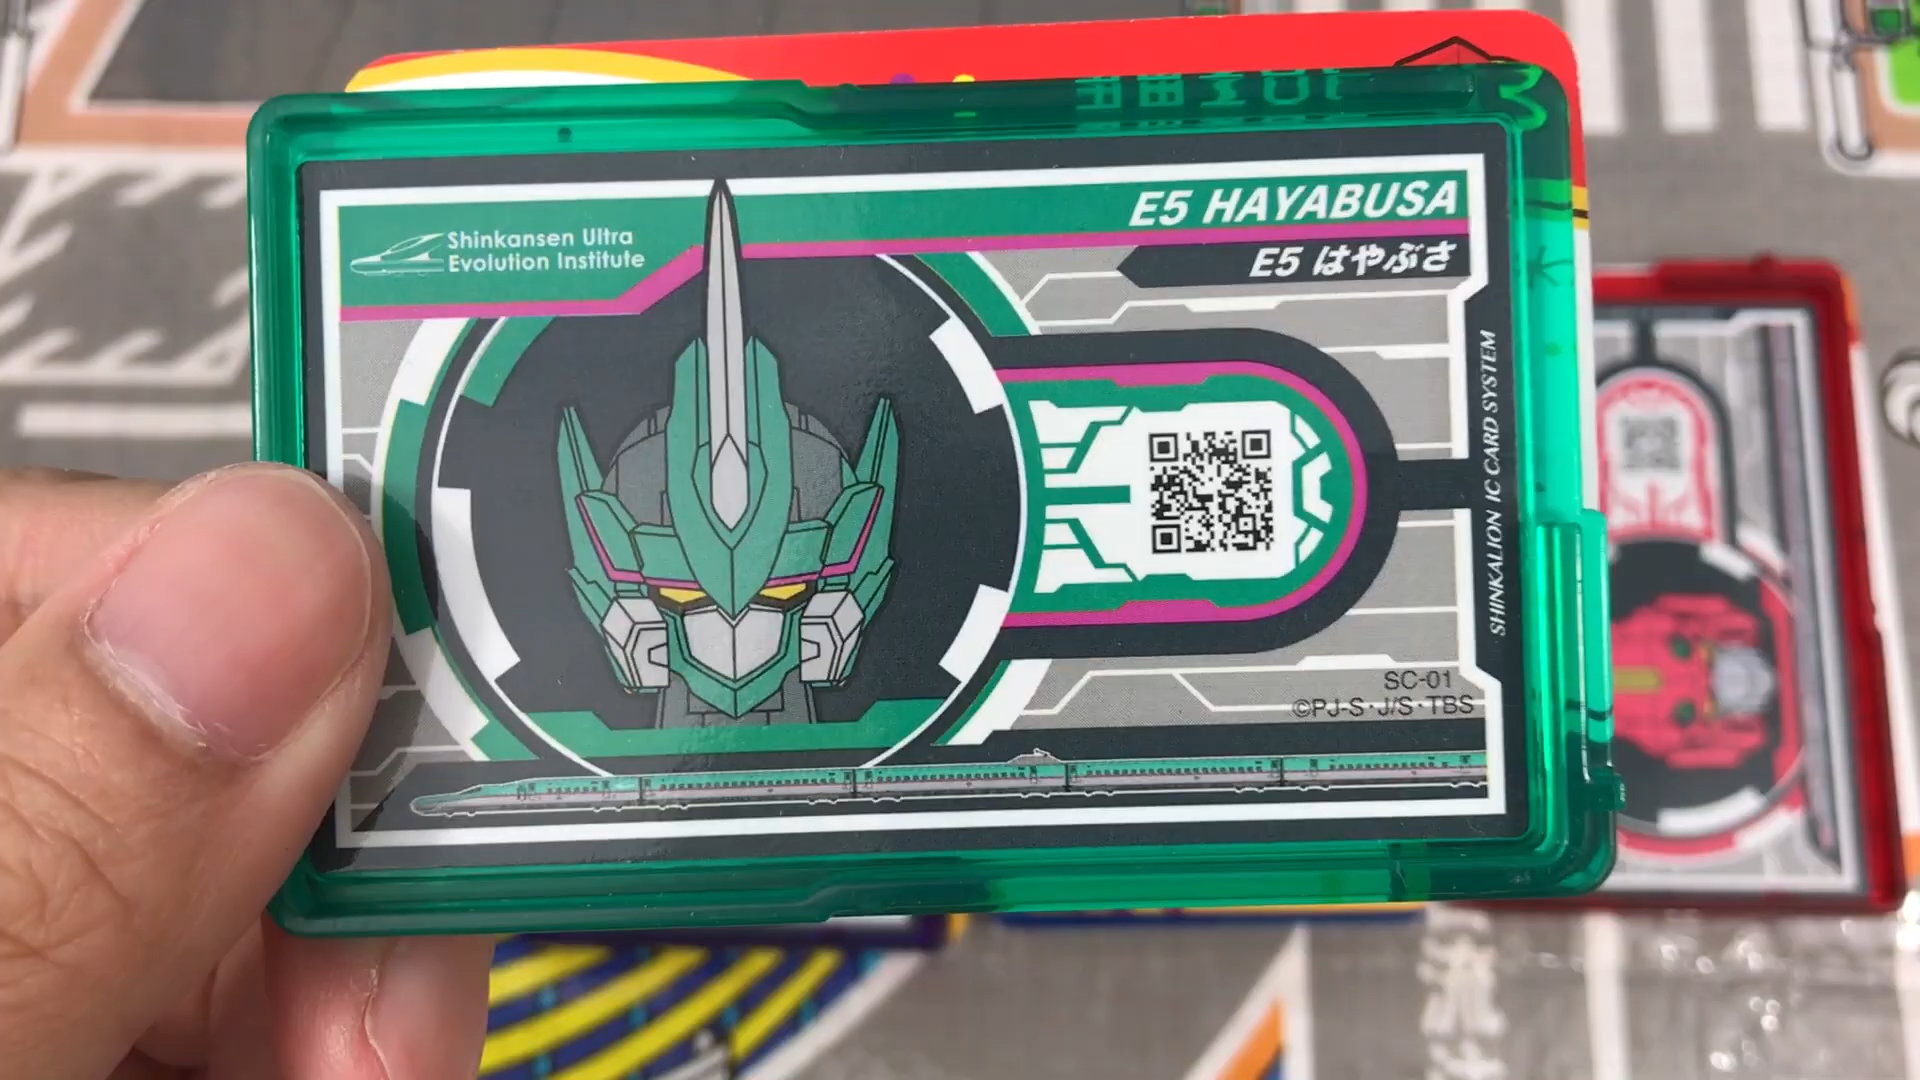 E5 HAYABUSA
Shinkansen Ultra
Evolution Institute
E5 はやぶさ
SHINKALION IC CARD SYSTEM
SC-01
©PJ-S・J/S・TBS